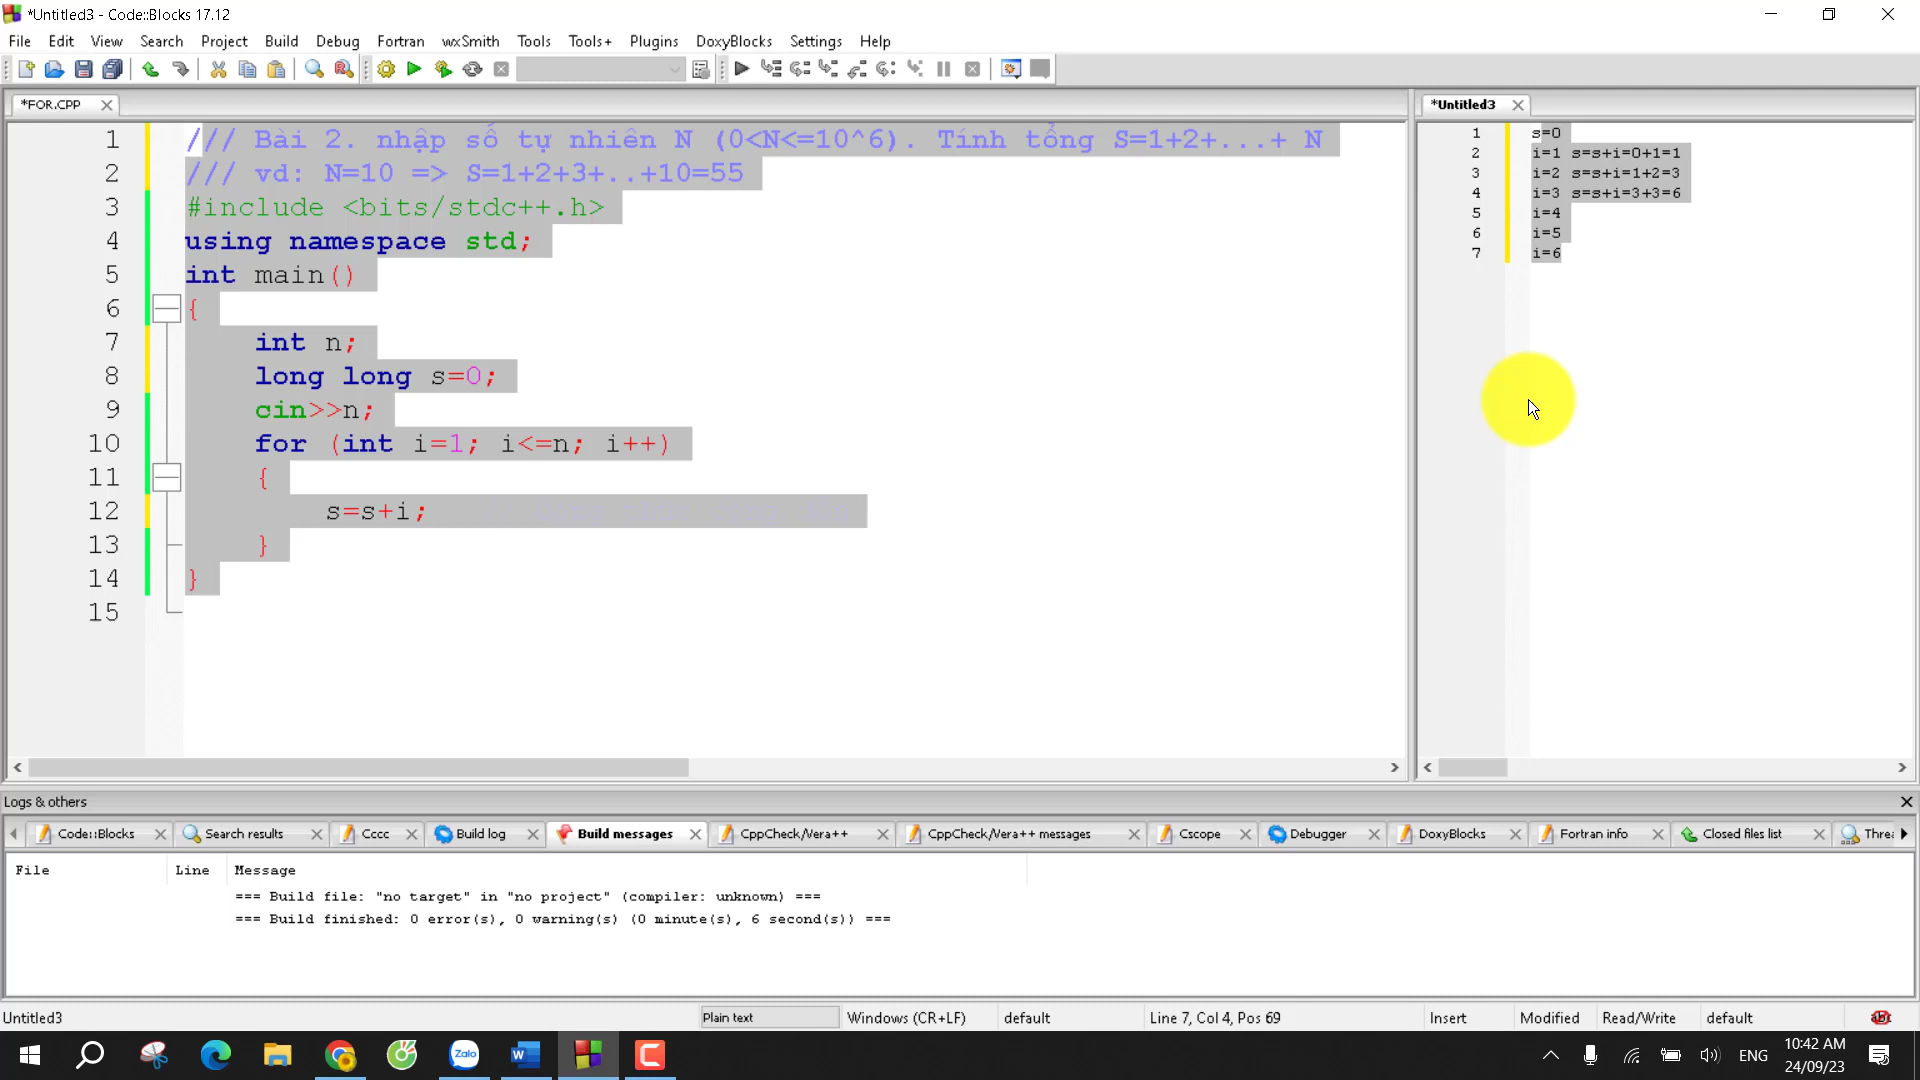 *Untitled3 - Code::Blocks 17.12
File Edit View Search Project Build Debug Fortran wxSmith Tools Tools+ Plugins DoxyBlocks Settings Help
*FOR.CPP
1 /// Bài 2. nhập số tự nhiên N (0<N<=10^6). Tính tổng S=1+2+...+ N
2 /// vd: N=10 => S=1+2+3+..+10=55
3 #include <bits/stdc++.h>
4 using namespace std;
5 int main()
6 {
7 int n;
8 long long s=0;
9 cin>>n;
10 for (int i=1; i<=n; i++)
11 {
12 s=s+i;
13 }
14 }
15
*Untitled3
1 s=0
2 i=1 s=s+i=0+1=1
3 i=2 s=s+i=1+2=3
4 i=3 s=s+i=3+3=6
5 i=4
6 i=5
7 i=6
Logs & others
Code::Blocks Search results Cccc Build log Build messages CppCheck/Vera++ CppCheck/Vera++ messages Cscope Debugger DoxyBlocks Fortran info Closed files list Threa
File Line Message
=== Build file: "no target" in "no project" (compiler: unknown) ===
=== Build finished: 0 error(s), 0 warning(s) (0 minute(s), 6 second(s)) ===
Untitled3 Plain text Windows (CR+LF) default Line 7, Col 4, Pos 69 Insert Modified Read/Write default
Zalo
ENG
10:42 AM
24/09/23